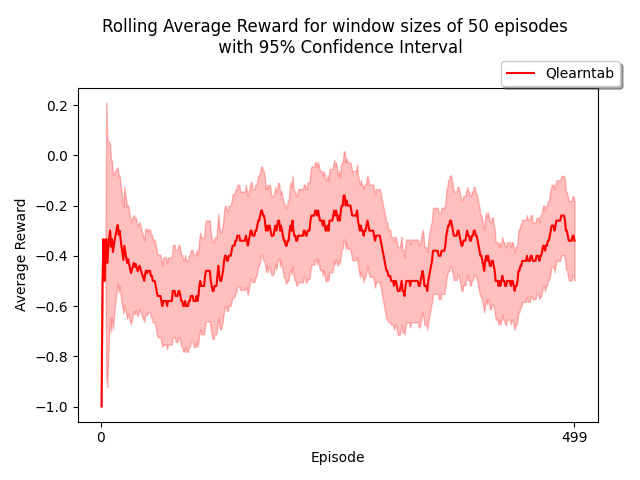 Rolling Average Reward for window sizes of 50 episodes
with 95% Confidence Interval
Qlearntab
0.2
0.0
−0.2
−0.4
−0.6
−0.8
−1.0
Average Reward
0
499
Episode